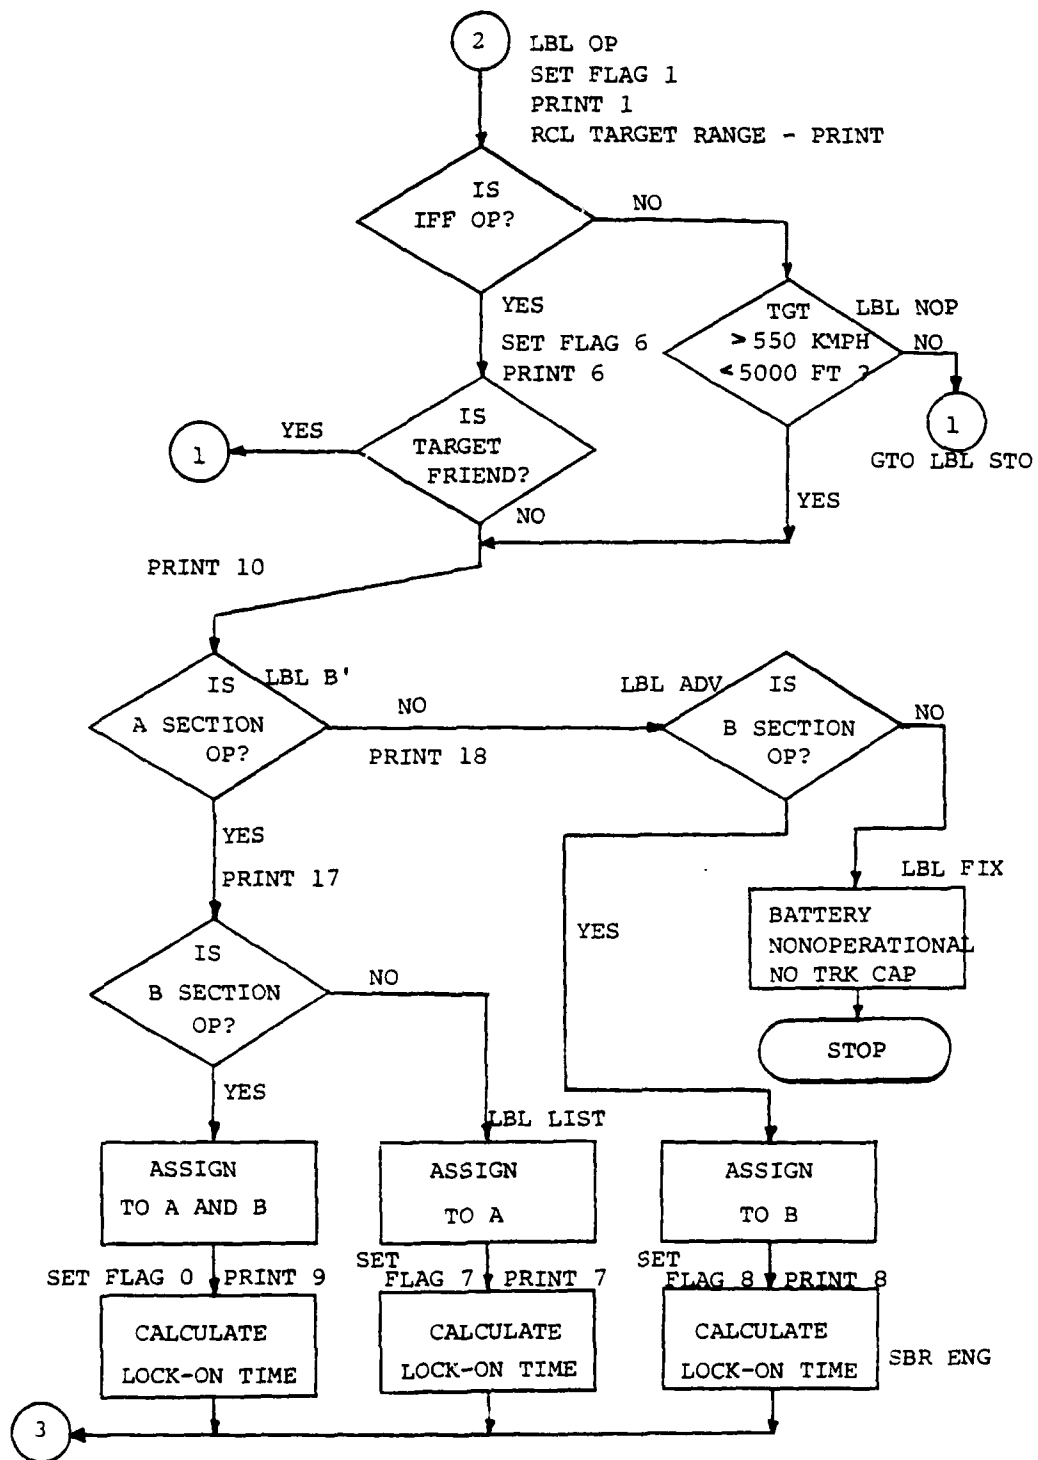 2
LBL OP
SET FLAG 1
PRINT 1
RCL TARGET RANGE - PRINT
IS
IFF OP?
NO
YES
SET FLAG 6
PRINT 6
TGT
> 550 KMPH
< 5000 FT ?
LBL NOP
NO
1
GTO LBL STO
YES
IS
TARGET
FRIEND?
YES
1
NO
PRINT 10
IS
A SECTION
OP?
LBL B'
NO
PRINT 18
LBL ADV
IS
B SECTION
OP?
NO
YES
PRINT 17
YES
LBL FIX
BATTERY
NONOPERATIONAL
NO TRK CAP
STOP
IS
B SECTION
OP?
NO
YES
LBL LIST
ASSIGN
TO A AND B
ASSIGN
TO A
ASSIGN
TO B
SET FLAG 0
PRINT 9
SET
FLAG 7
PRINT 7
SET
FLAG 8
PRINT 8
CALCULATE
LOCK-ON TIME
CALCULATE
LOCK-ON TIME
CALCULATE
LOCK-ON TIME
SBR ENG
3